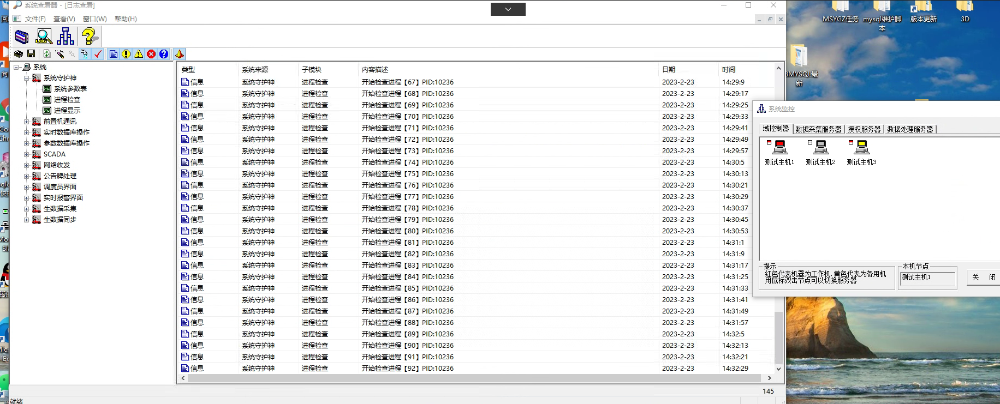 系统查看器 - [日志查看]
文件(F) 查看(V) 窗口(W) 帮助(H)
LOG
系统
系统守护神
系统参数表
进程检查
进程显示
前置机通讯
实时数据库操作
参数数据库操作
SCADA
网络收发
公告牌处理
调度员界面
实时报警界面
生数据采集
生数据同步
类型 系统来源 子模块 内容描述 日期 时间
信息 系统守护神 进程检查 开始检查进程【67】PID:10236 2023-2-23 14:29:9
信息 系统守护神 进程检查 开始检查进程【68】PID:10236 2023-2-23 14:29:17
信息 系统守护神 进程检查 开始检查进程【69】PID:10236 2023-2-23 14:29:25
信息 系统守护神 进程检查 开始检查进程【70】PID:10236 2023-2-23 14:29:33
信息 系统守护神 进程检查 开始检查进程【71】PID:10236 2023-2-23 14:29:41
信息 系统守护神 进程检查 开始检查进程【72】PID:10236 2023-2-23 14:29:49
信息 系统守护神 进程检查 开始检查进程【73】PID:10236 2023-2-23 14:29:57
信息 系统守护神 进程检查 开始检查进程【74】PID:10236 2023-2-23 14:30:5
信息 系统守护神 进程检查 开始检查进程【75】PID:10236 2023-2-23 14:30:13
信息 系统守护神 进程检查 开始检查进程【76】PID:10236 2023-2-23 14:30:21
信息 系统守护神 进程检查 开始检查进程【77】PID:10236 2023-2-23 14:30:29
信息 系统守护神 进程检查 开始检查进程【78】PID:10236 2023-2-23 14:30:37
信息 系统守护神 进程检查 开始检查进程【79】PID:10236 2023-2-23 14:30:45
信息 系统守护神 进程检查 开始检查进程【80】PID:10236 2023-2-23 14:30:53
信息 系统守护神 进程检查 开始检查进程【81】PID:10236 2023-2-23 14:31:1
信息 系统守护神 进程检查 开始检查进程【82】PID:10236 2023-2-23 14:31:9
信息 系统守护神 进程检查 开始检查进程【83】PID:10236 2023-2-23 14:31:17
信息 系统守护神 进程检查 开始检查进程【84】PID:10236 2023-2-23 14:31:25
信息 系统守护神 进程检查 开始检查进程【85】PID:10236 2023-2-23 14:31:33
信息 系统守护神 进程检查 开始检查进程【86】PID:10236 2023-2-23 14:31:41
信息 系统守护神 进程检查 开始检查进程【87】PID:10236 2023-2-23 14:31:49
信息 系统守护神 进程检查 开始检查进程【88】PID:10236 2023-2-23 14:31:57
信息 系统守护神 进程检查 开始检查进程【89】PID:10236 2023-2-23 14:32:5
信息 系统守护神 进程检查 开始检查进程【90】PID:10236 2023-2-23 14:32:13
信息 系统守护神 进程检查 开始检查进程【91】PID:10236 2023-2-23 14:32:21
信息 系统守护神 进程检查 开始检查进程【92】PID:10236 2023-2-23 14:32:29
145
就绪
MSYGZ任务 mysql维护脚本 版本更新 3D
MYSQL最新
系统监控
域控制器 数据采集服务器 授权服务器 数据处理服务器
测试主机1 测试主机2 测试主机3
提示
红色代表机器为工作机,黄色代表为备用机
用鼠标双击节点可以切换服务器
本机节点
测试主机1
关 闭